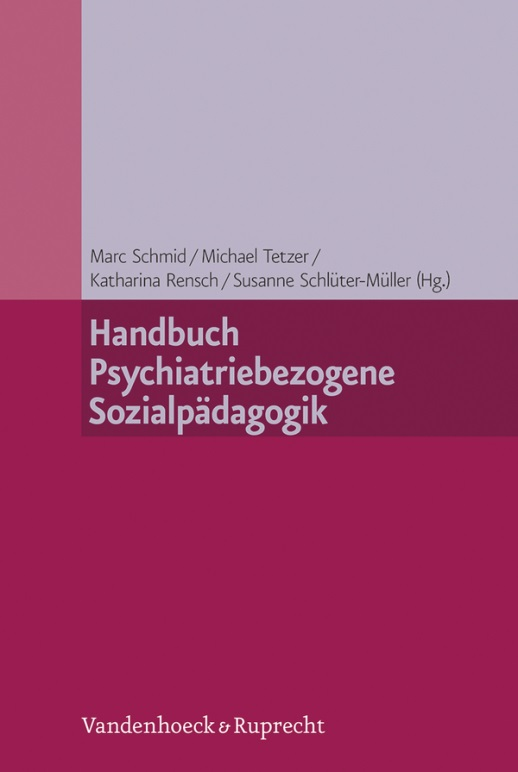 Marc Schmid / Michael Tetzer /
Katharina Rensch / Susanne Schlüter-Müller (Hg.)
Handbuch
Psychiatriebezogene
Sozialpädagogik
Vandenhoeck & Ruprecht